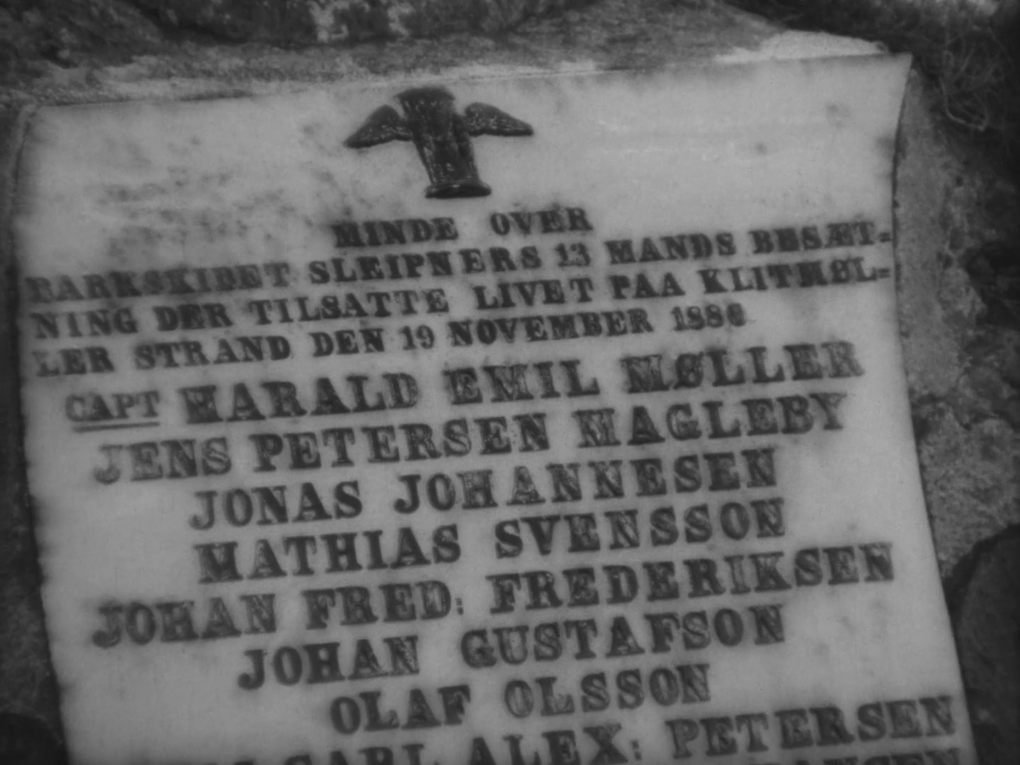 MINDE OVER
BARKSKIBET SLEIPNERS 13 MANDS BESÆT=
NING DER TILSATTE LIVET PAA KLITMØL=
LER STRAND DEN 19 NOVEMBER 1886
CAPT HARALD EMIL MØLLER
JENS PETERSEN MAGLEBY
JONAS JOHANNESEN
MATHIAS SVENSSON
JOHAN FRED: FREDERIKSEN
JOHAN GUSTAFSON
OLAF OLSSON
CARL ALEX: PETERSEN